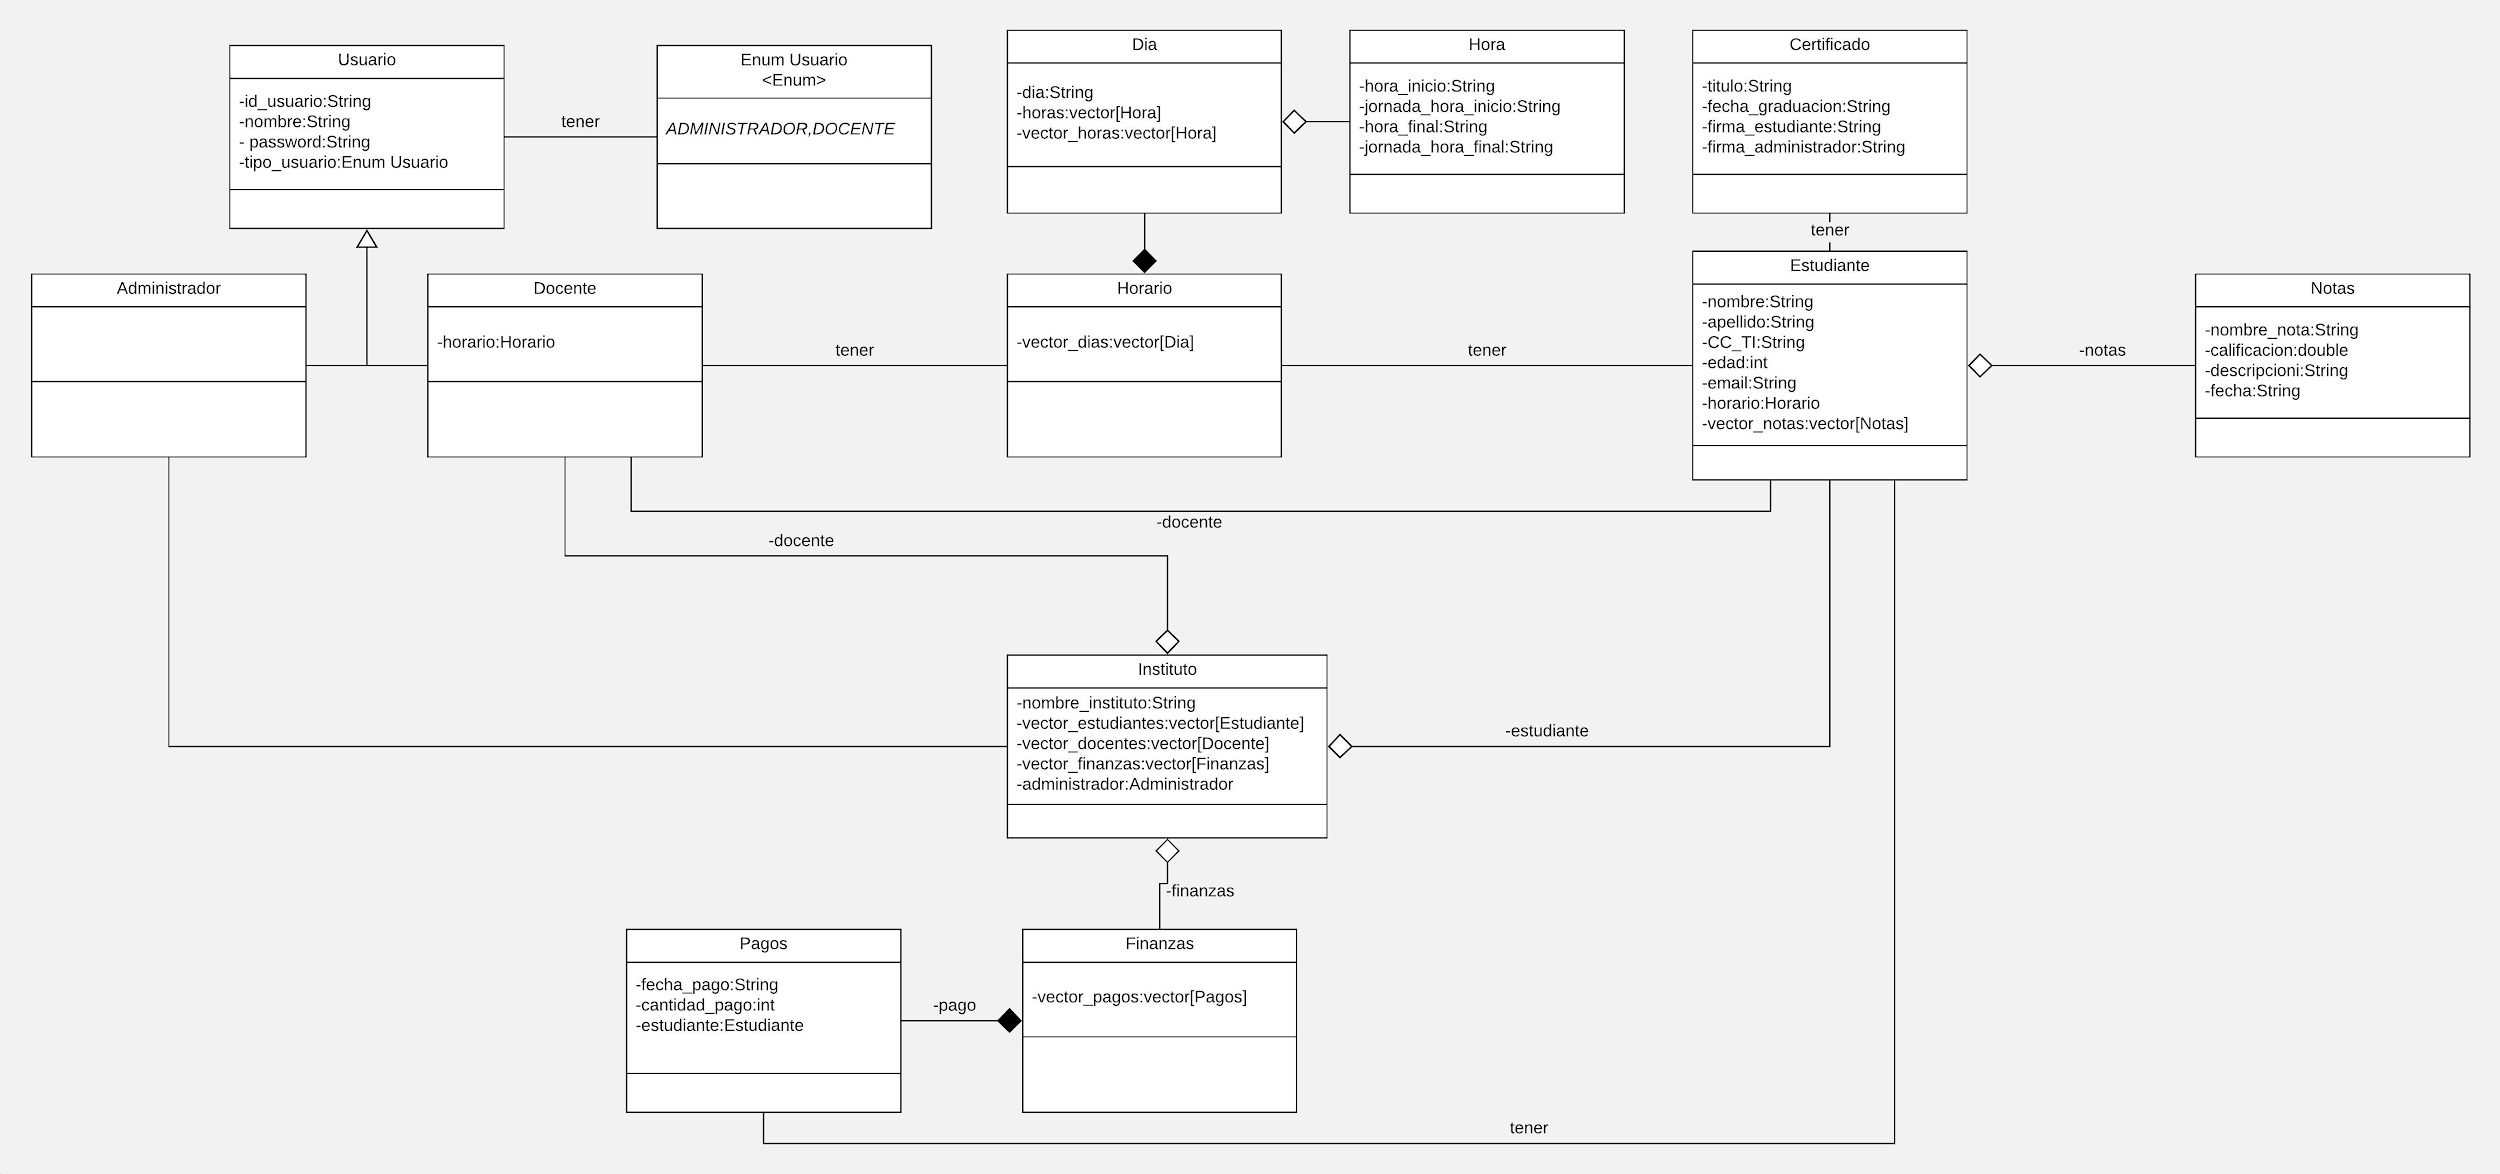 Usuario
-id_usuario:String
-nombre:String
- password:String
-tipo_usuario:Enum Usuario
tener
Enum Usuario
<Enum>
ADMINISTRADOR,DOCENTE
Dia
-dia:String
-horas:vector[Hora]
-vector_horas:vector[Hora]
Hora
-hora_inicio:String
-jornada_hora_inicio:String
-hora_final:String
-jornada_hora_final:String
Certificado
-titulo:String
-fecha_graduacion:String
-firma_estudiante:String
-firma_administrador:String
tener
Administrador
Docente
-horario:Horario
tener
Horario
-vector_dias:vector[Dia]
tener
Estudiante
-nombre:String
-apellido:String
-CC_TI:String
-edad:int
-email:String
-horario:Horario
-vector_notas:vector[Notas]
-notas
Notas
-nombre_nota:String
-calificacion:double
-descripcioni:String
-fecha:String
-docente
-docente
Instituto
-nombre_instituto:String
-vector_estudiantes:vector[Estudiante]
-vector_docentes:vector[Docente]
-vector_finanzas:vector[Finanzas]
-administrador:Administrador
-estudiante
-finanzas
Pagos
-fecha_pago:String
-cantidad_pago:int
-estudiante:Estudiante
-pago
Finanzas
-vector_pagos:vector[Pagos]
tener